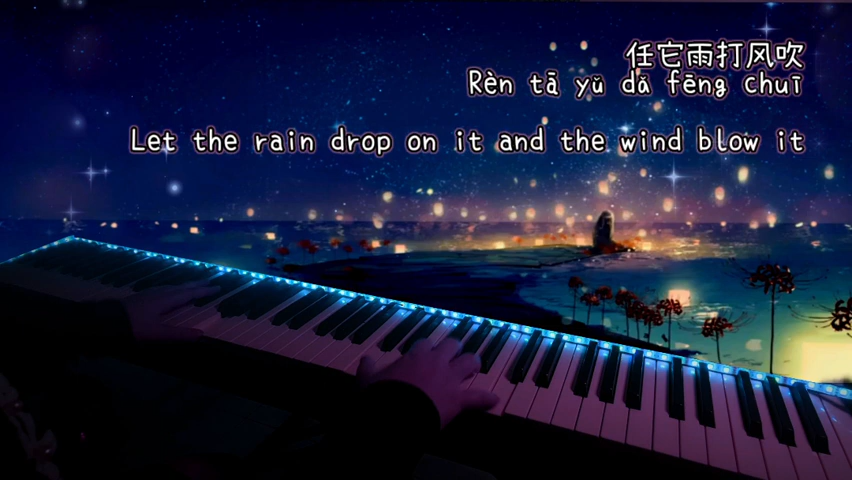 任它雨打风吹
Rèn tā yǔ dǎ fēng chuī
Let the rain drop on it and the wind blow it